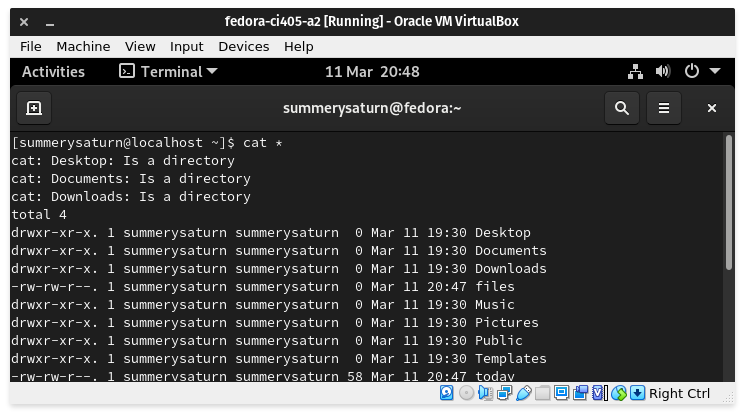 fedora-ci405-a2 [Running] - Oracle VM VirtualBox
File Machine View Input Devices Help
Activities Terminal 11 Mar 20:48
summerysaturn@fedora:~
[summerysaturn@localhost ~]$ cat *
cat: Desktop: Is a directory
cat: Documents: Is a directory
cat: Downloads: Is a directory
total 4
drwxr-xr-x. 1 summerysaturn summerysaturn  0 Mar 11 19:30 Desktop
drwxr-xr-x. 1 summerysaturn summerysaturn  0 Mar 11 19:30 Documents
drwxr-xr-x. 1 summerysaturn summerysaturn  0 Mar 11 19:30 Downloads
-rw-rw-r--. 1 summerysaturn summerysaturn  0 Mar 11 20:47 files
drwxr-xr-x. 1 summerysaturn summerysaturn  0 Mar 11 19:30 Music
drwxr-xr-x. 1 summerysaturn summerysaturn  0 Mar 11 19:30 Pictures
drwxr-xr-x. 1 summerysaturn summerysaturn  0 Mar 11 19:30 Public
drwxr-xr-x. 1 summerysaturn summerysaturn  0 Mar 11 19:30 Templates
-rw-rw-r--. 1 summerysaturn summerysaturn 58 Mar 11 20:47 today
Right Ctrl